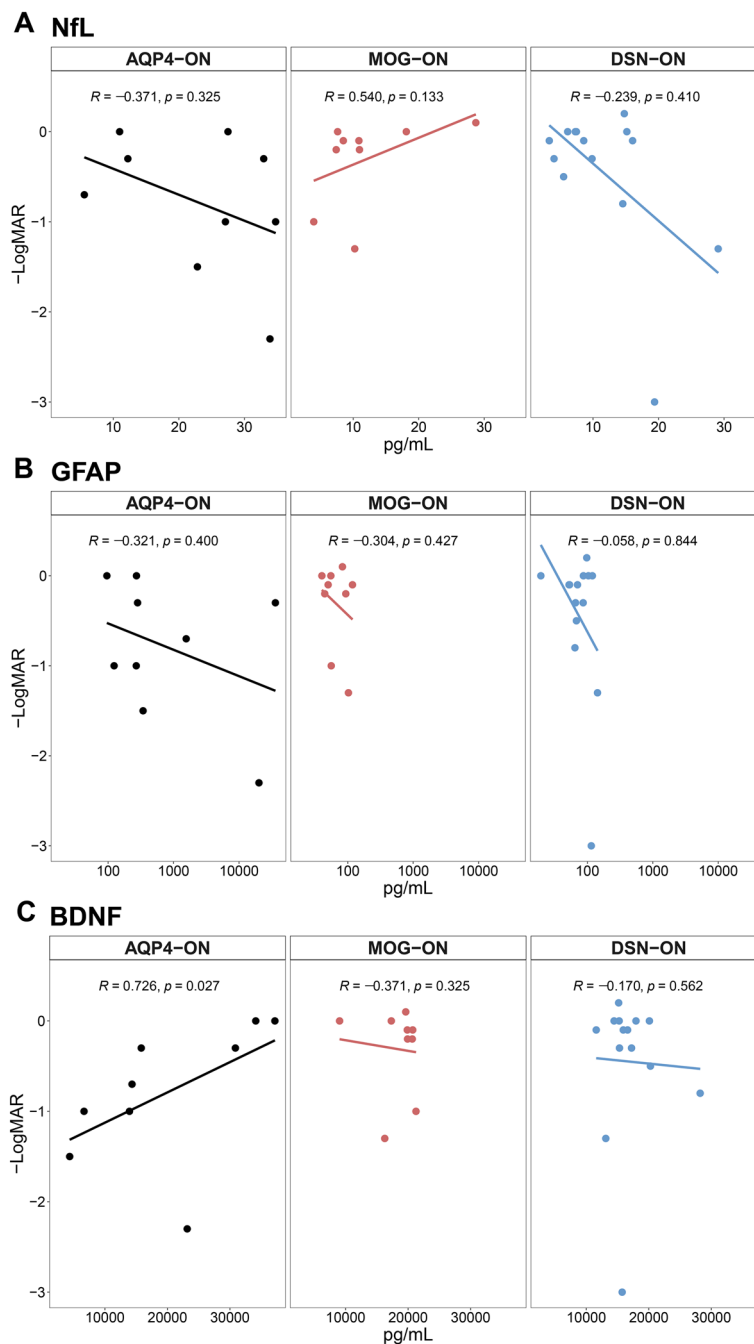 A NfL
AQP4−ON MOG−ON DSN−ON
R = −0.371, p = 0.325 R = 0.540, p = 0.133 R = −0.239, p = 0.410
0
−1
−2
−3
−LogMAR
10 20 30 10 20 30 10 20 30
pg/mL
B GFAP
AQP4−ON MOG−ON DSN−ON
R = −0.321, p = 0.400 R = −0.304, p = 0.427 R = −0.058, p = 0.844
0
−1
−2
−3
−LogMAR
100 1000 10000 100 1000 10000 100 1000 10000
pg/mL
C BDNF
AQP4−ON MOG−ON DSN−ON
R = 0.726, p = 0.027 R = −0.371, p = 0.325 R = −0.170, p = 0.562
0
−1
−2
−3
−LogMAR
10000 20000 30000 10000 20000 30000 10000 20000 30000
pg/mL